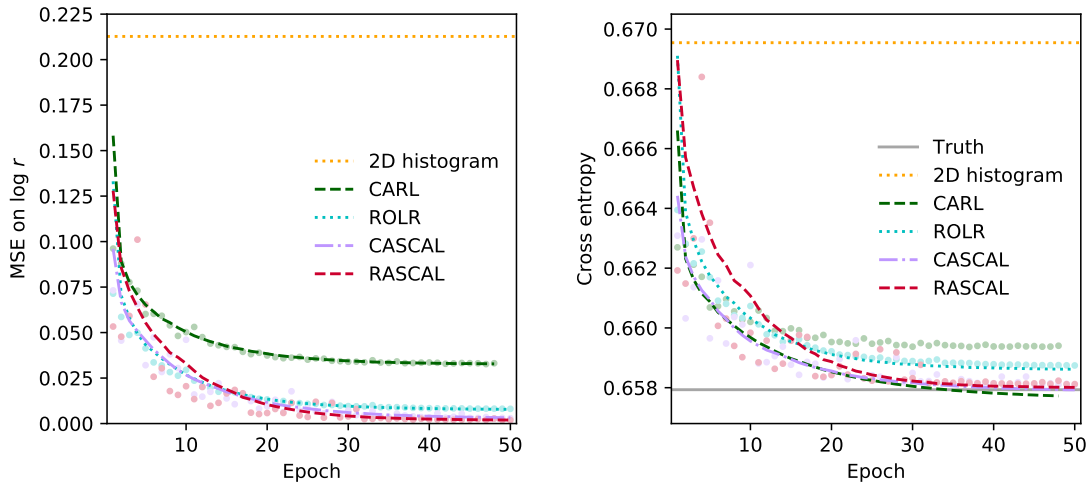 0.225
0.200
0.175
0.150
0.125
0.100
0.075
0.050
0.025
0.000
MSE on log r
10 20 30 40 50
Epoch
2D histogram
CARL
ROLR
CASCAL
RASCAL
0.670
0.668
0.666
0.664
0.662
0.660
0.658
Cross entropy
10 20 30 40 50
Epoch
Truth
2D histogram
CARL
ROLR
CASCAL
RASCAL